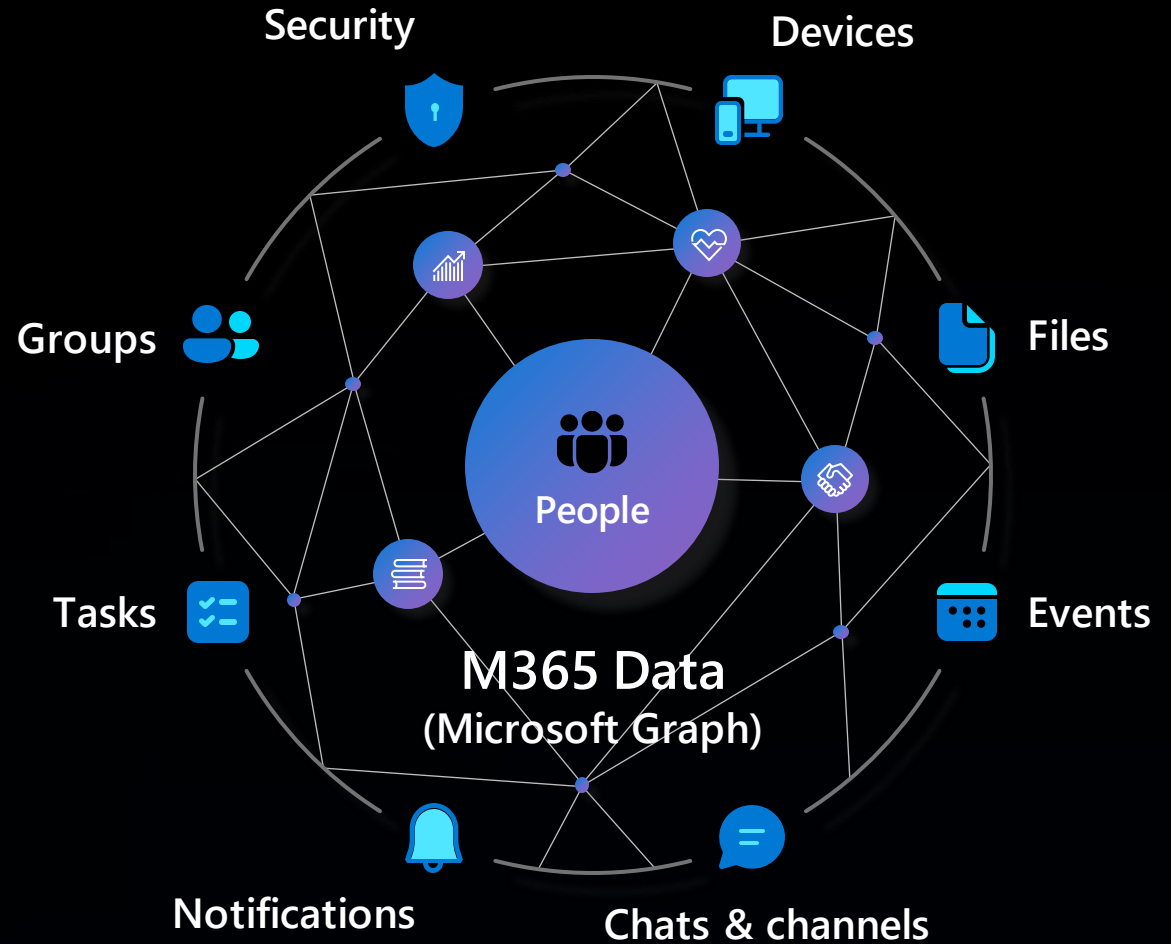 Security
Devices
Groups
Files
People
Tasks
Events
M365 Data
(Microsoft Graph)
Notifications
Chats & channels